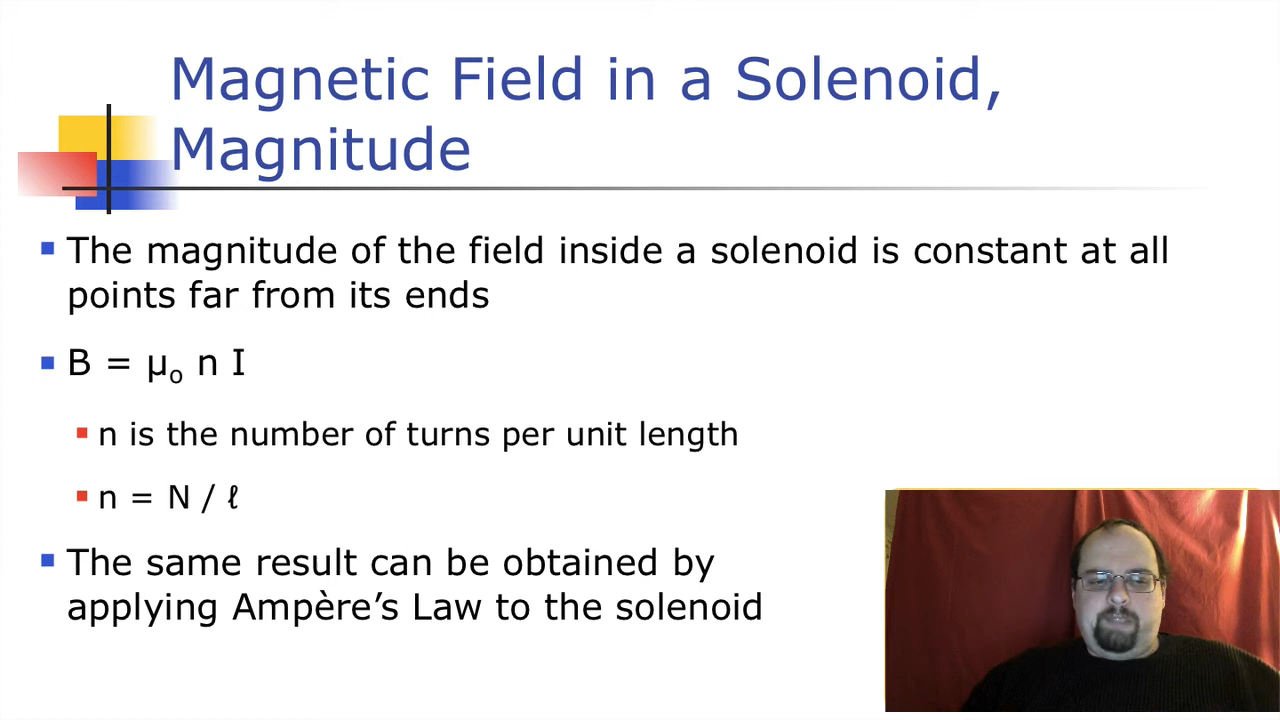 Magnetic Field in a Solenoid,
Magnitude
The magnitude of the field inside a solenoid is constant at all
points far from its ends
B = µₒ n I
n is the number of turns per unit length
n = N / ℓ
The same result can be obtained by
applying Ampère’s Law to the solenoid